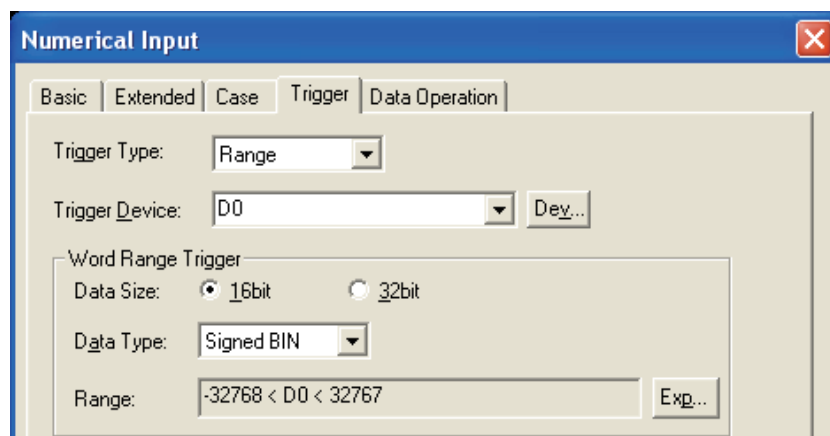 Numerical Input
Basic Extended Case Trigger Data Operation
Trigger Type: Range
Trigger Device: D0 Dev...
Word Range Trigger
Data Size: 16bit 32bit
Data Type: Signed BIN
Range: -32768 < D0 < 32767 Exp...